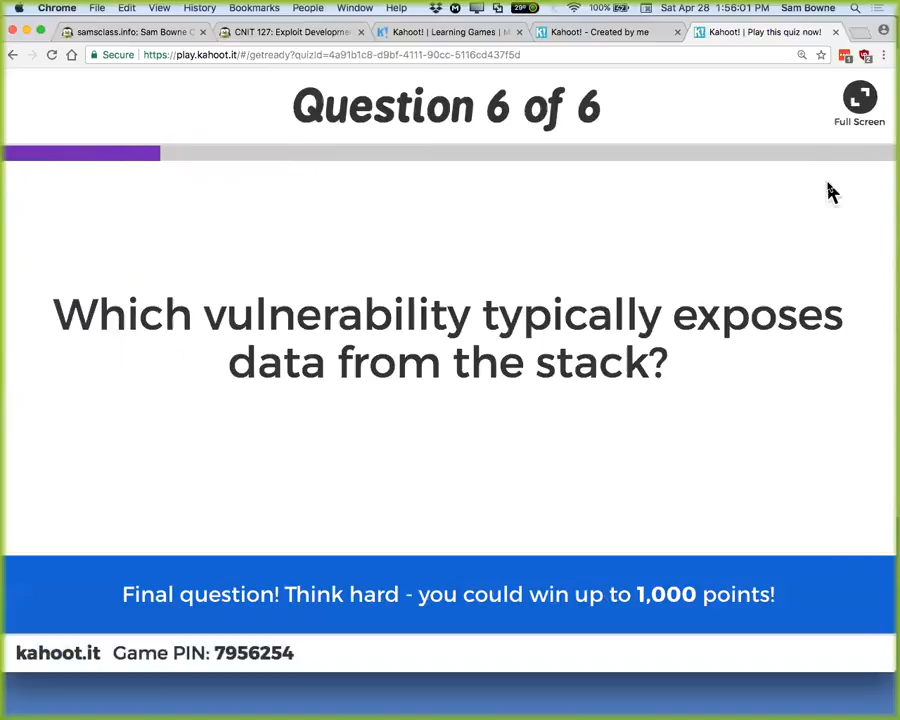 Chrome File Edit View History Bookmarks People Window Help 29° 100% Sat Apr 28 1:56:01 PM Sam Bowne
samsclass.info: Sam Bowne C CNIT 127: Exploit Developme Kahoot! | Learning Games | M Kahoot! - Created by me Kahoot! | Play this quiz now!
Secure https://play.kahoot.it/#/getready?quizId=4a91b1c8-d9bf-4111-90cc-5116cd437f5d
Question 6 of 6
Full Screen
Which vulnerability typically exposes
data from the stack?
Final question! Think hard - you could win up to 1,000 points!
kahoot.it Game PIN: 7956254